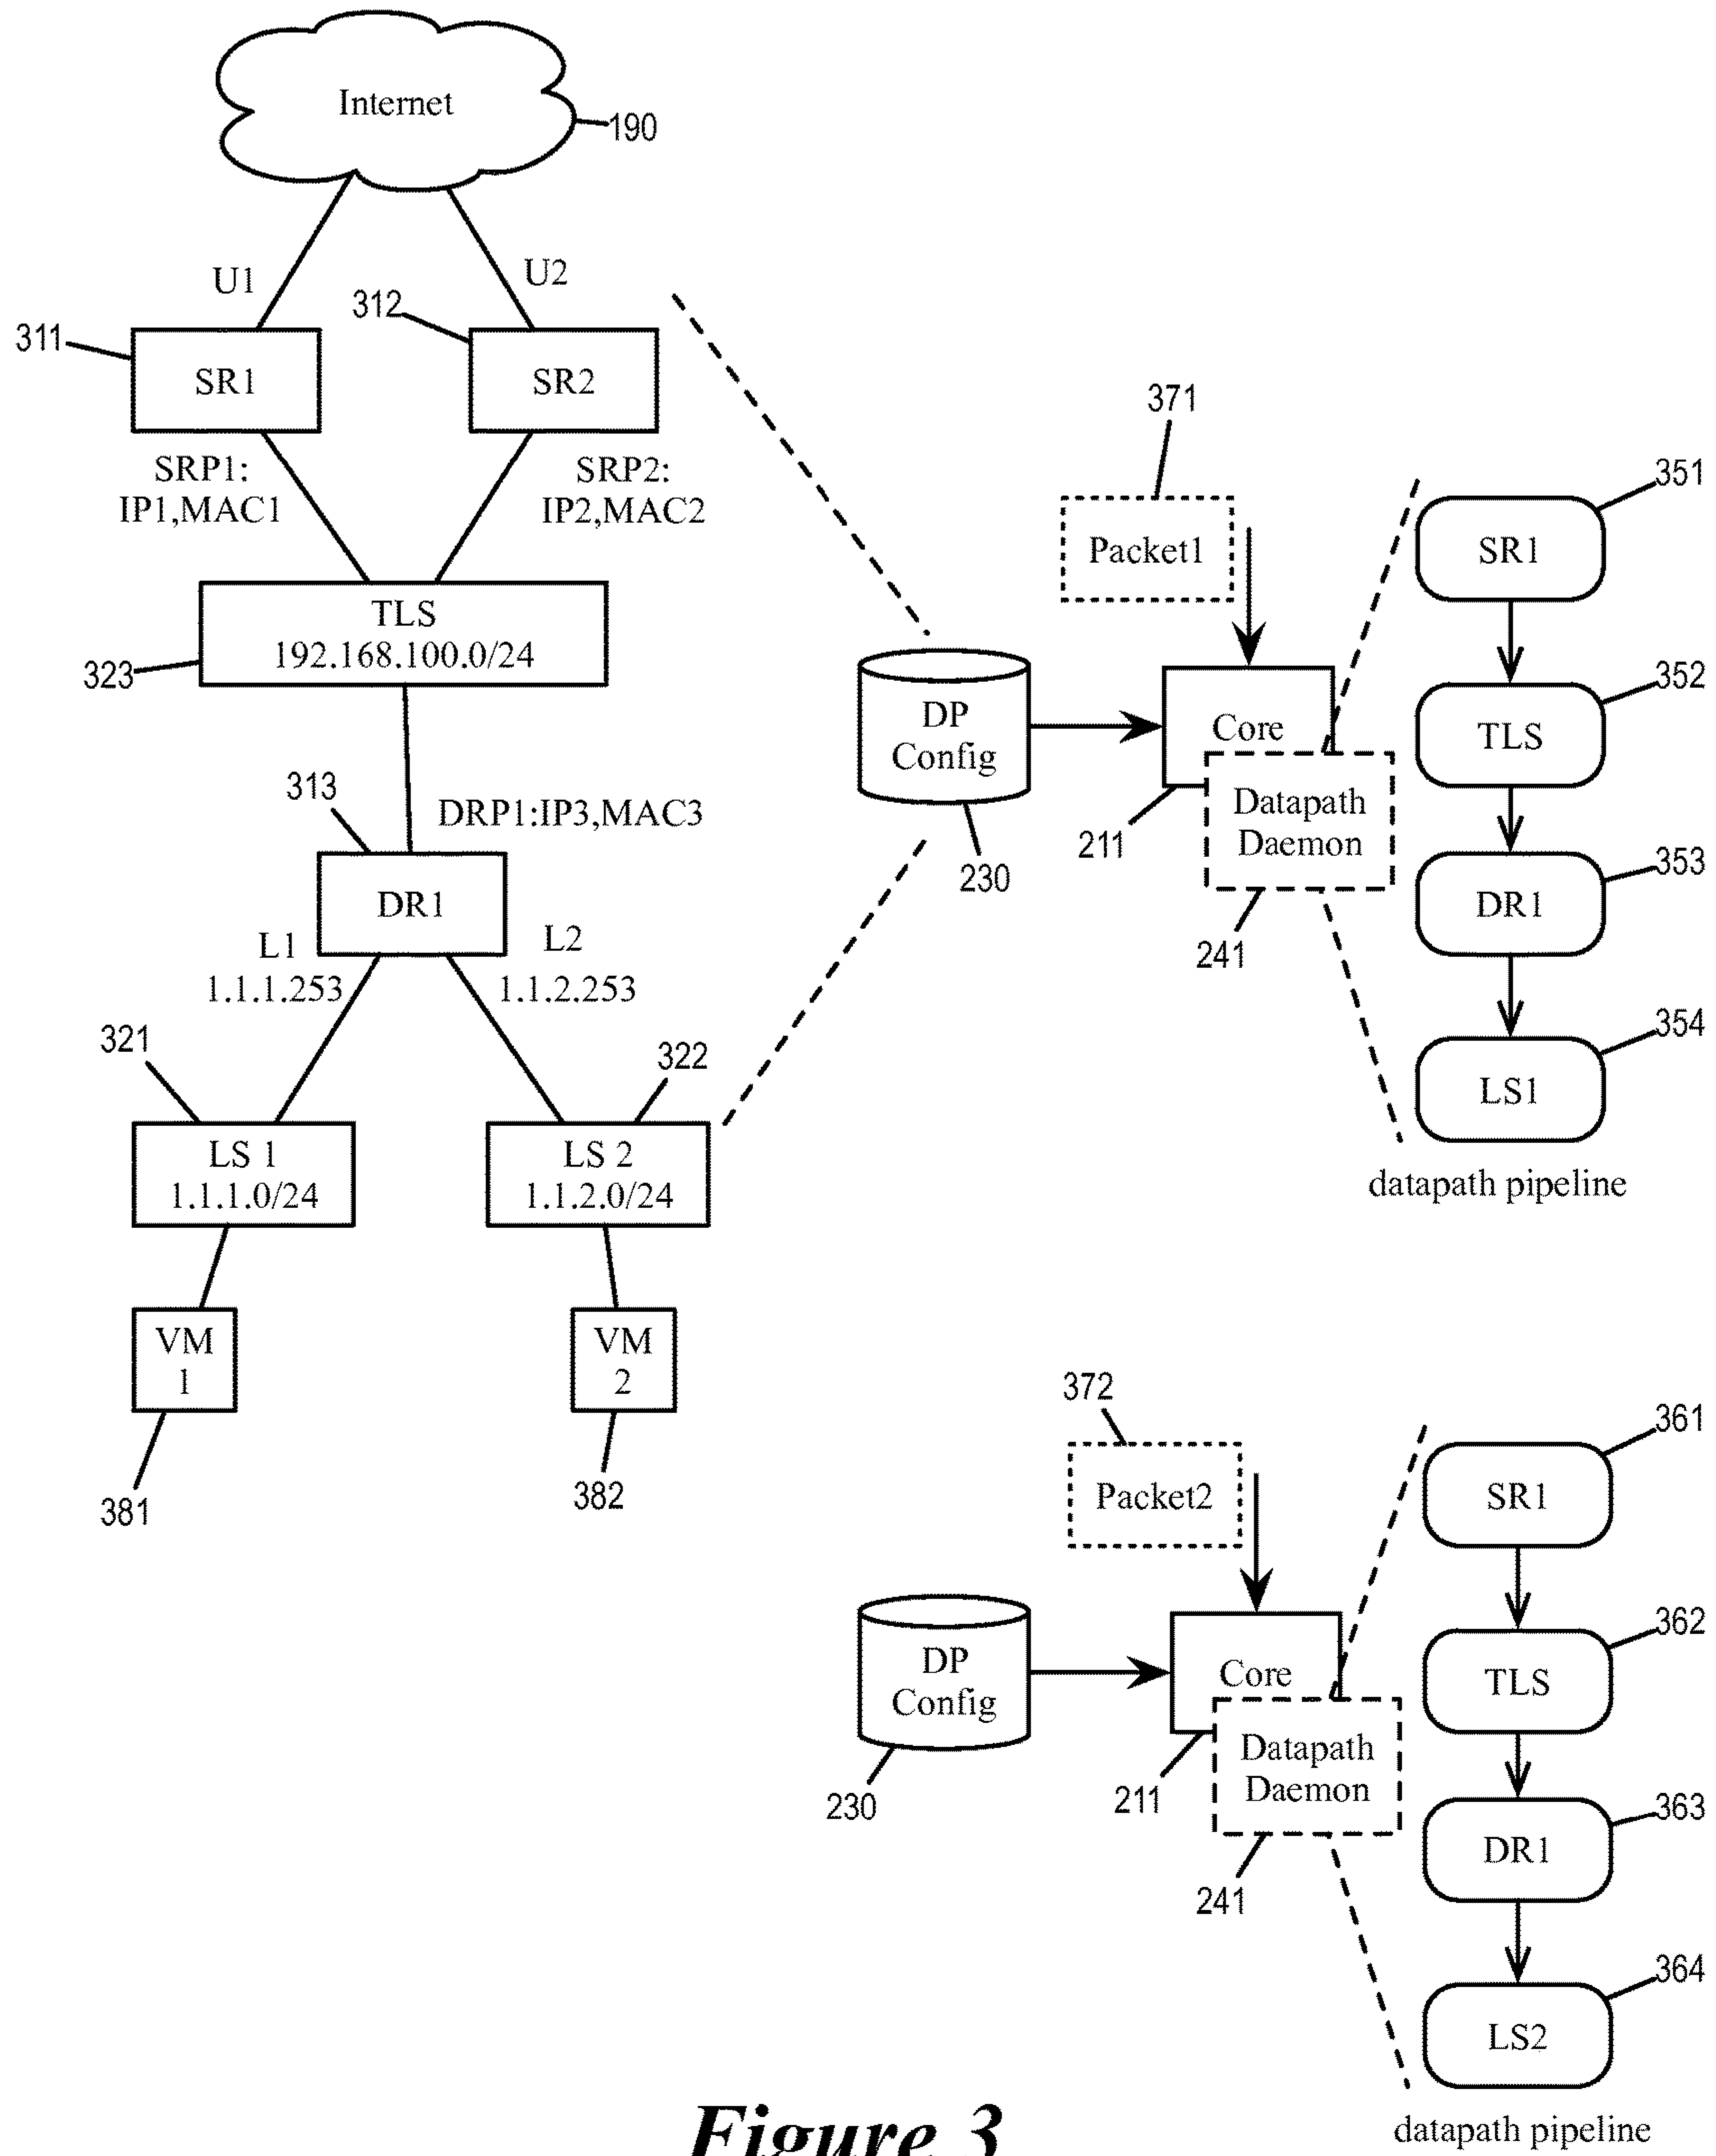 Internet
190
U1
U2
311
312
SR1
SR2
SRP1:
IP1,MAC1
SRP2:
IP2,MAC2
TLS
192.168.100.0/24
323
313
DRP1:IP3,MAC3
DR1
L1
1.1.1.253
L2
1.1.2.253
321
322
LS 1
1.1.1.0/24
LS 2
1.1.2.0/24
VM
1
VM
2
381
382
371
Packet1
DP
Config
230
Core
211
Datapath
Daemon
241
351
SR1
352
TLS
353
DR1
354
LS1
datapath pipeline
372
Packet2
DP
Config
230
Core
211
Datapath
Daemon
241
361
SR1
362
TLS
363
DR1
364
LS2
datapath pipeline
Figure 3